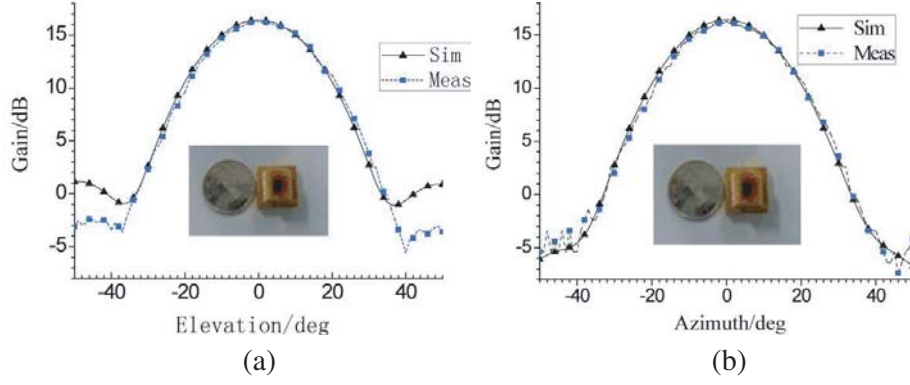 Gain/dB
15
10
5
0
-5
Sim
Meas
-40 -20 0 20 40
Elevation/deg
(a)
Gain/dB
15
10
5
0
-5
Sim
Meas
-40 -20 0 20 40
Azimuth/deg
(b)